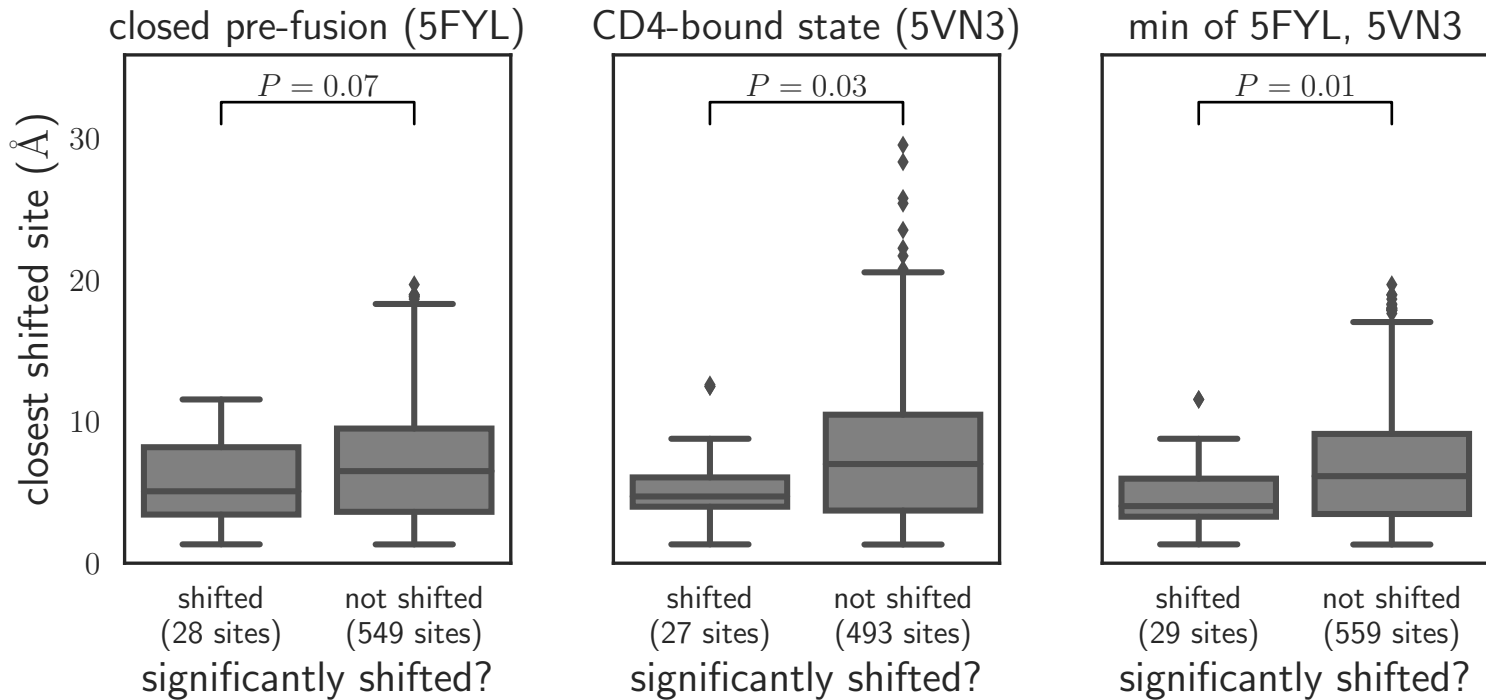 closed pre-fusion (5FYL)
CD4-bound state (5VN3)
min of 5FYL, 5VN3
P = 0.07
P = 0.03
P = 0.01
closest shifted site (Å)
30
20
10
0
shifted
(28 sites)
not shifted
(549 sites)
shifted
(27 sites)
not shifted
(493 sites)
shifted
(29 sites)
not shifted
(559 sites)
significantly shifted?
significantly shifted?
significantly shifted?